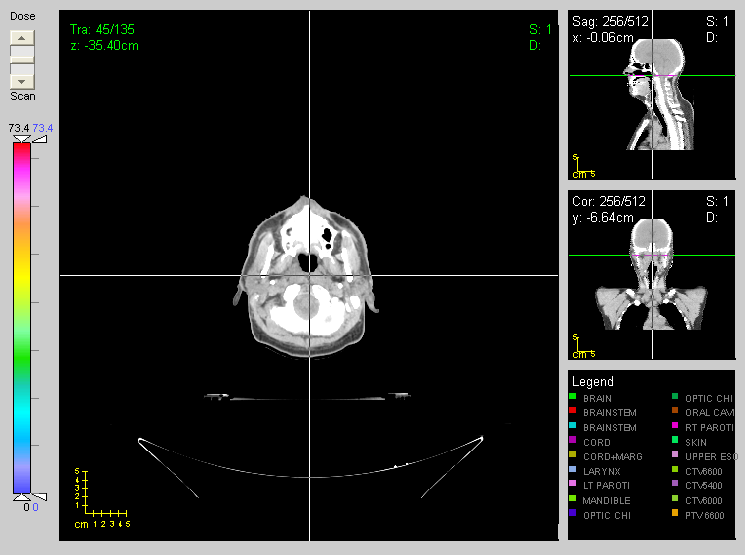 Dose
Scan
73.4 73.4
0 0
Tra: 45/135
z: -35.40cm
S: 1
D:
5
4
3
2
1
cm 1 2 3 4 5
Sag: 256/512
x: -0.06cm
S: 1
D:
5
cm 5
Cor: 256/512
y: -6.64cm
S: 1
D:
5
cm 5
Legend
BRAIN
BRAINSTEM
BRAINSTEM
CORD
CORD+MARG
LARYNX
LT PAROTI
MANDIBLE
OPTIC CHI
OPTIC CHI
ORAL CAVI
RT PAROTI
SKIN
UPPER ESO
CTV6600
CTV5400
CTV6000
PTV6600